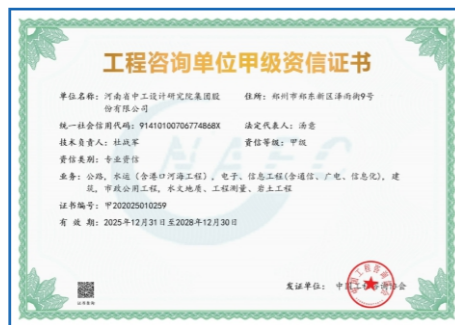 工程咨询单位甲级资信证书
单位名称：河南省中工设计研究院集团股份有限公司
住所：郑州市郑东新区泽雨街9号
统一社会信用代码：91410100706774868X
法定代表人：汤意
技术负责人：杜战军
资信等级：甲级
资信类别：专业资信
业务：公路，水运（含港口河海工程），电子、信息工程(含通信、广电、信息化)，建
筑，市政公用工程，水文地质、工程测量、岩土工程
证书编号：甲202025010259
有 效 期：2025年12月31日至2028年12月30日
发证单位：中国工程咨询协会